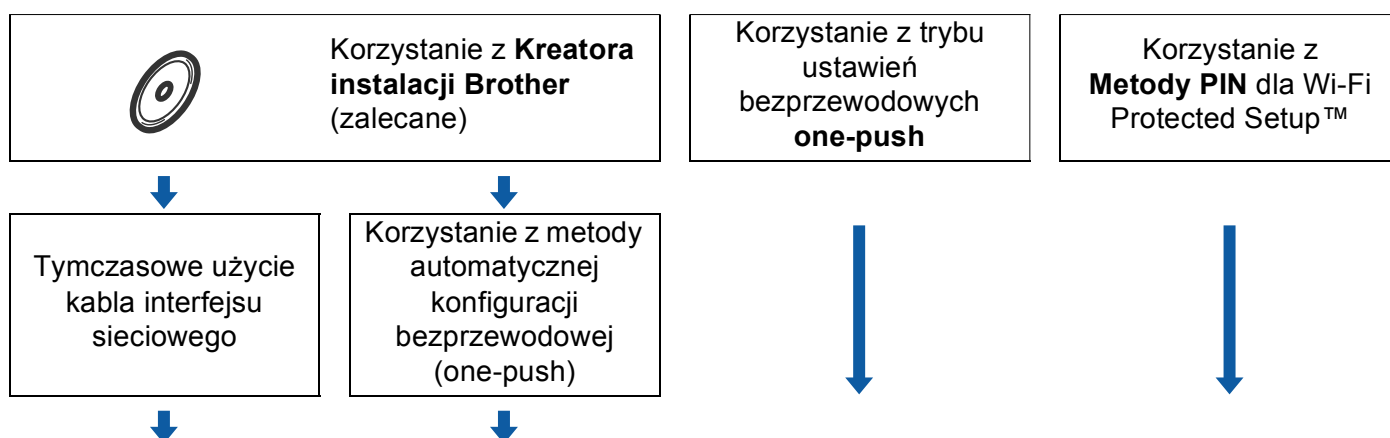 Korzystanie z Kreatora
instalacji Brother
(zalecane)
Korzystanie z trybu
ustawień
bezprzewodowych
one-push
Korzystanie z
Metody PIN dla Wi-Fi
Protected Setup™
Tymczasowe użycie
kabla interfejsu
sieciowego
Korzystanie z metody
automatycznej
konfiguracji
bezprzewodowej
(one-push)